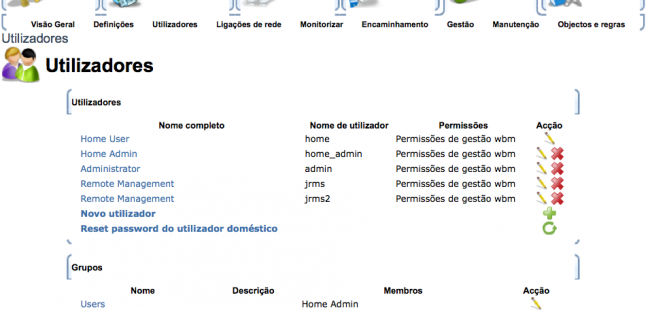 Visão Geral Definições Utilizadores Ligações de rede Monitorizar Encaminhamento Gestão Manutenção Objectos e regras
Utilizadores
Utilizadores
Utilizadores
Nome completo Nome de utilizador Permissões Acção
Home User home Permissões de gestão wbm
Home Admin home_admin Permissões de gestão wbm
Administrator admin Permissões de gestão wbm
Remote Management jrms Permissões de gestão wbm
Remote Management jrms2 Permissões de gestão wbm
Novo utilizador
Reset password do utilizador doméstico
Grupos
Nome Descrição Membros Acção
Users Home Admin